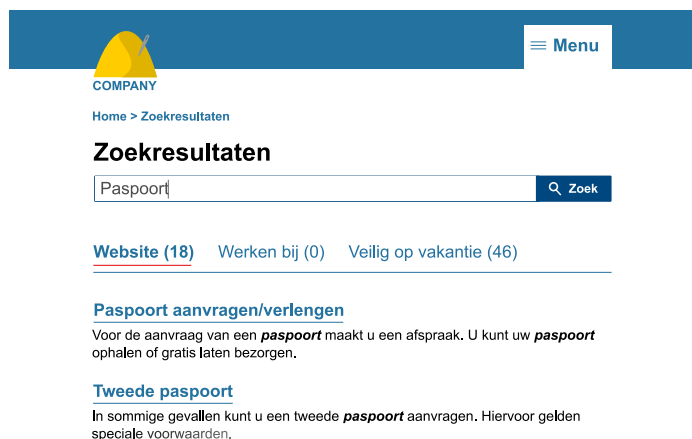 Menu
COMPANY
Home > Zoekresultaten
Zoekresultaten
Paspoort
Zoek
Website (18) Werken bij (0) Veilig op vakantie (46)
Paspoort aanvragen/verlengen
Voor de aanvraag van een paspoort maakt u een afspraak. U kunt uw paspoort
ophalen of gratis laten bezorgen.
Tweede paspoort
In sommige gevallen kunt u een tweede paspoort aanvragen. Hiervoor gelden
speciale voorwaarden.